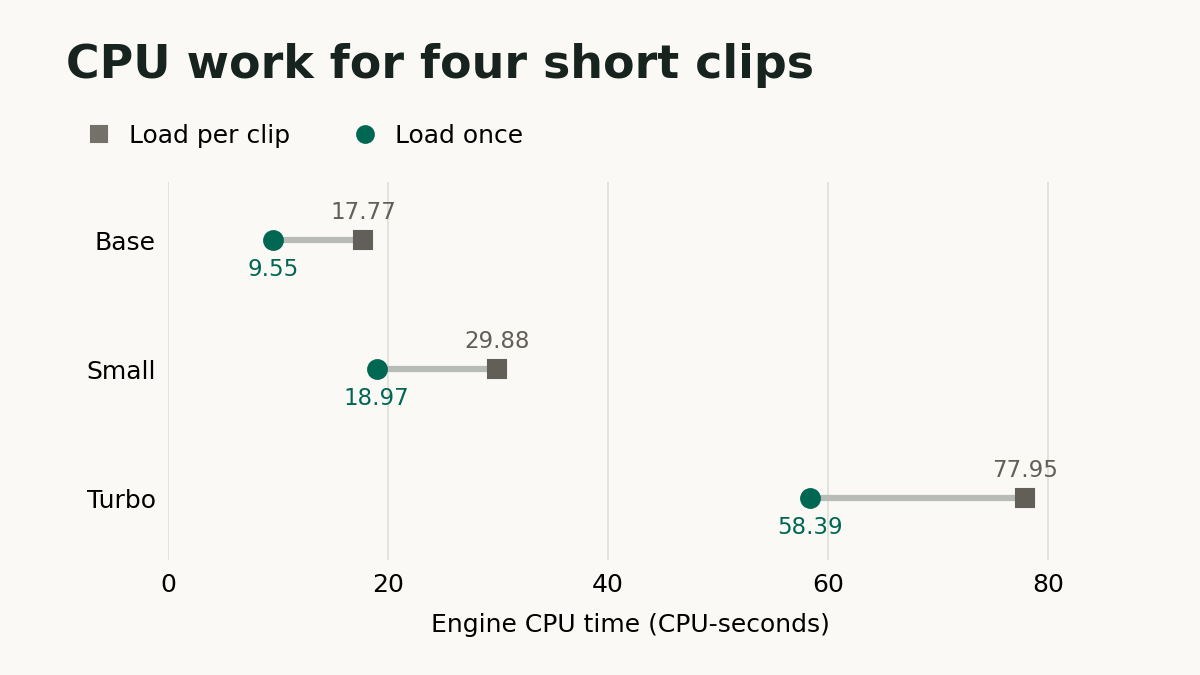 CPU work for four short clips
Load per clip Load once
17.77
Base
9.55
29.88
Small
18.97
77.95
Turbo
58.39
0 20 40 60 80
Engine CPU time (CPU-seconds)